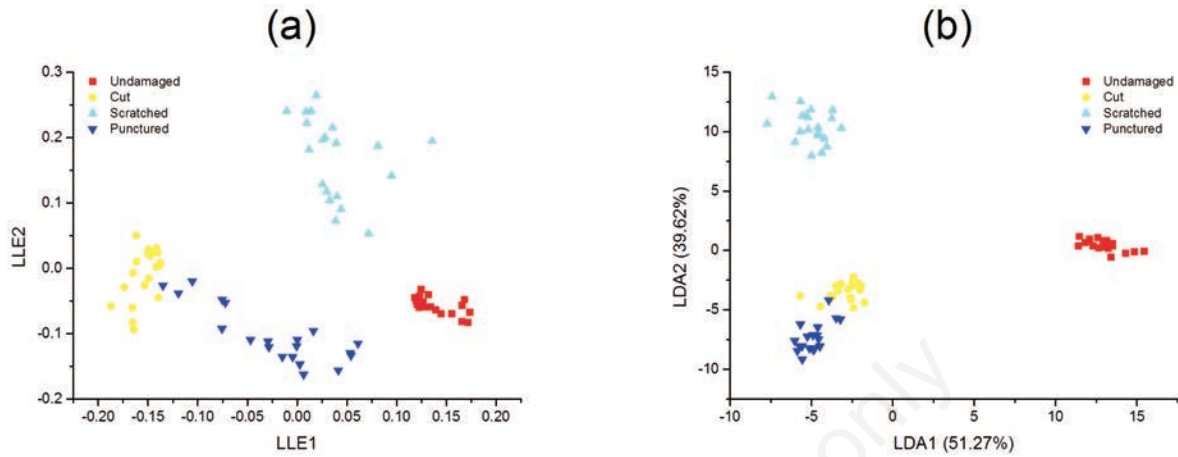 (a)
0.3
0.2
0.1
0.0
-0.1
-0.2
LLE2
Undamaged
Cut
Scratched
Punctured
-0.20 -0.15 -0.10 -0.05 0.00 0.05 0.10 0.15 0.20
LLE1
(b)
15
10
5
0
-5
-10
LDA2 (39.62%)
Undamaged
Cut
Scratched
Punctured
-10 -5 0 5 10 15
LDA1 (51.27%)
only